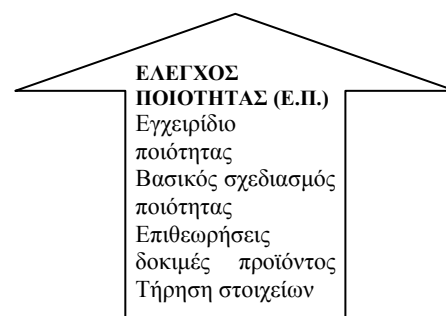 ΕΛΕΓΧΟΣ
ΠΟΙΟΤΗΤΑΣ (Ε.Π.)
Εγχειρίδιο
ποιότητας
Βασικός σχεδιασμός
ποιότητας
Επιθεωρήσεις
δοκιμές προϊόντος
Τήρηση στοιχείων